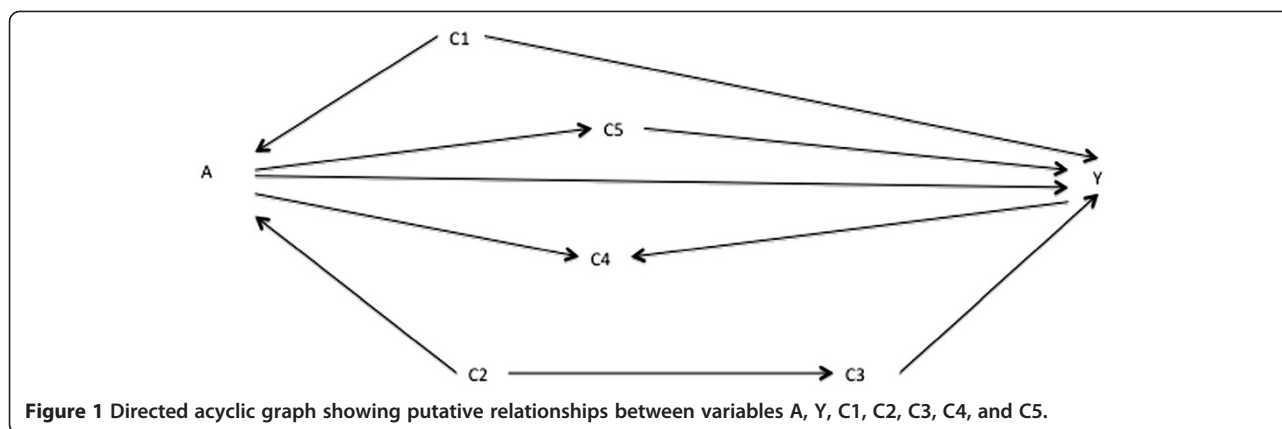 C1
C5
A
Y
C4
C2
C3
Figure 1 Directed acyclic graph showing putative relationships between variables A, Y, C1, C2, C3, C4, and C5.